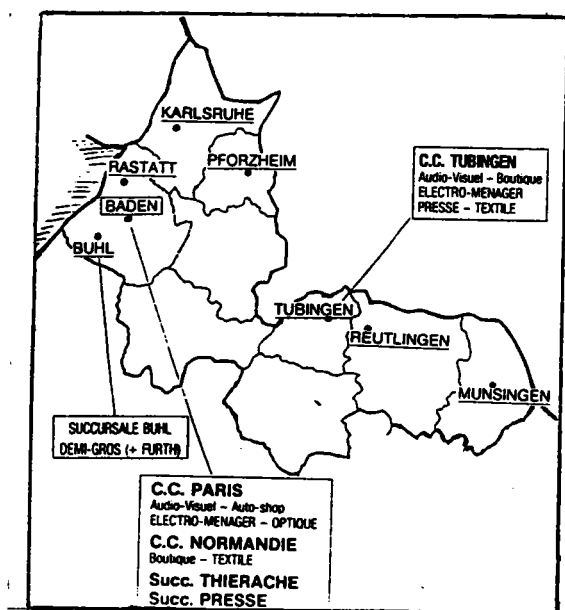 KARLSRUHE
PFORZHEIM
RASTATT
BADEN
BUHL
C.C. TUBINGEN
Audio-Visuel - Boutique
ELECTRO-MENAGER
PRESSE - TEXTILE
TUBINGEN
REUTLINGEN
MUNSINGEN
SUCCURSALE BUHL
DEMI-GROS (+ FURTH)
C.C. PARIS
Audio-Visuel - Auto-shop
ELECTRO-MENAGER - OPTIQUE
C.C. NORMANDIE
Boutique - TEXTILE
Succ. THIERACHE
Succ. PRESSE